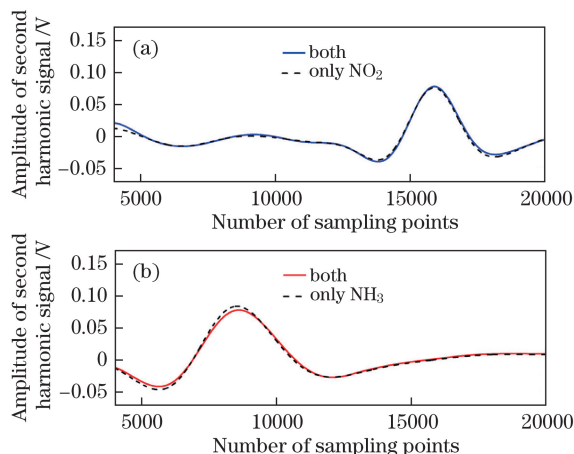 Amplitude of second
harmonic signal /V
0.15
0.10
0.05
0
−0.05
(a)
both
only NO₂
5000
10000
15000
20000
Number of sampling points
Amplitude of second
harmonic signal /V
0.15
0.10
0.05
0
−0.05
(b)
both
only NH₃
5000
10000
15000
20000
Number of sampling points